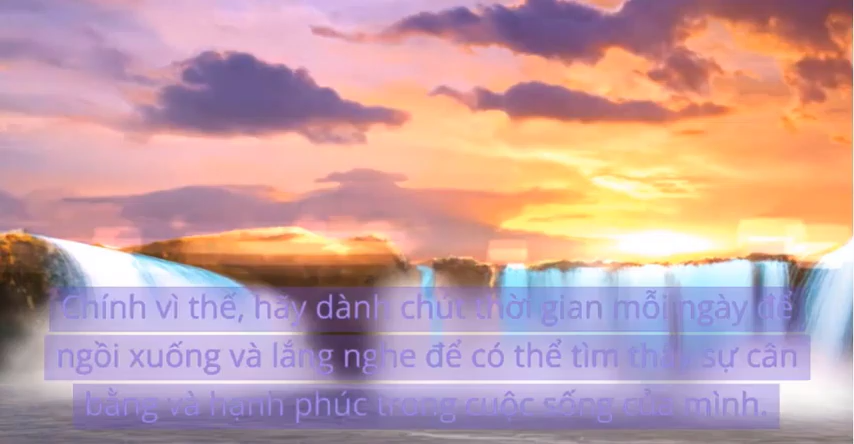 Chính vì thế, hãy dành chút thời gian mỗi ngày để
ngồi xuống và lắng nghe để có thể tìm thấy sự cân
bằng và hạnh phúc trong cuộc sống của mình.